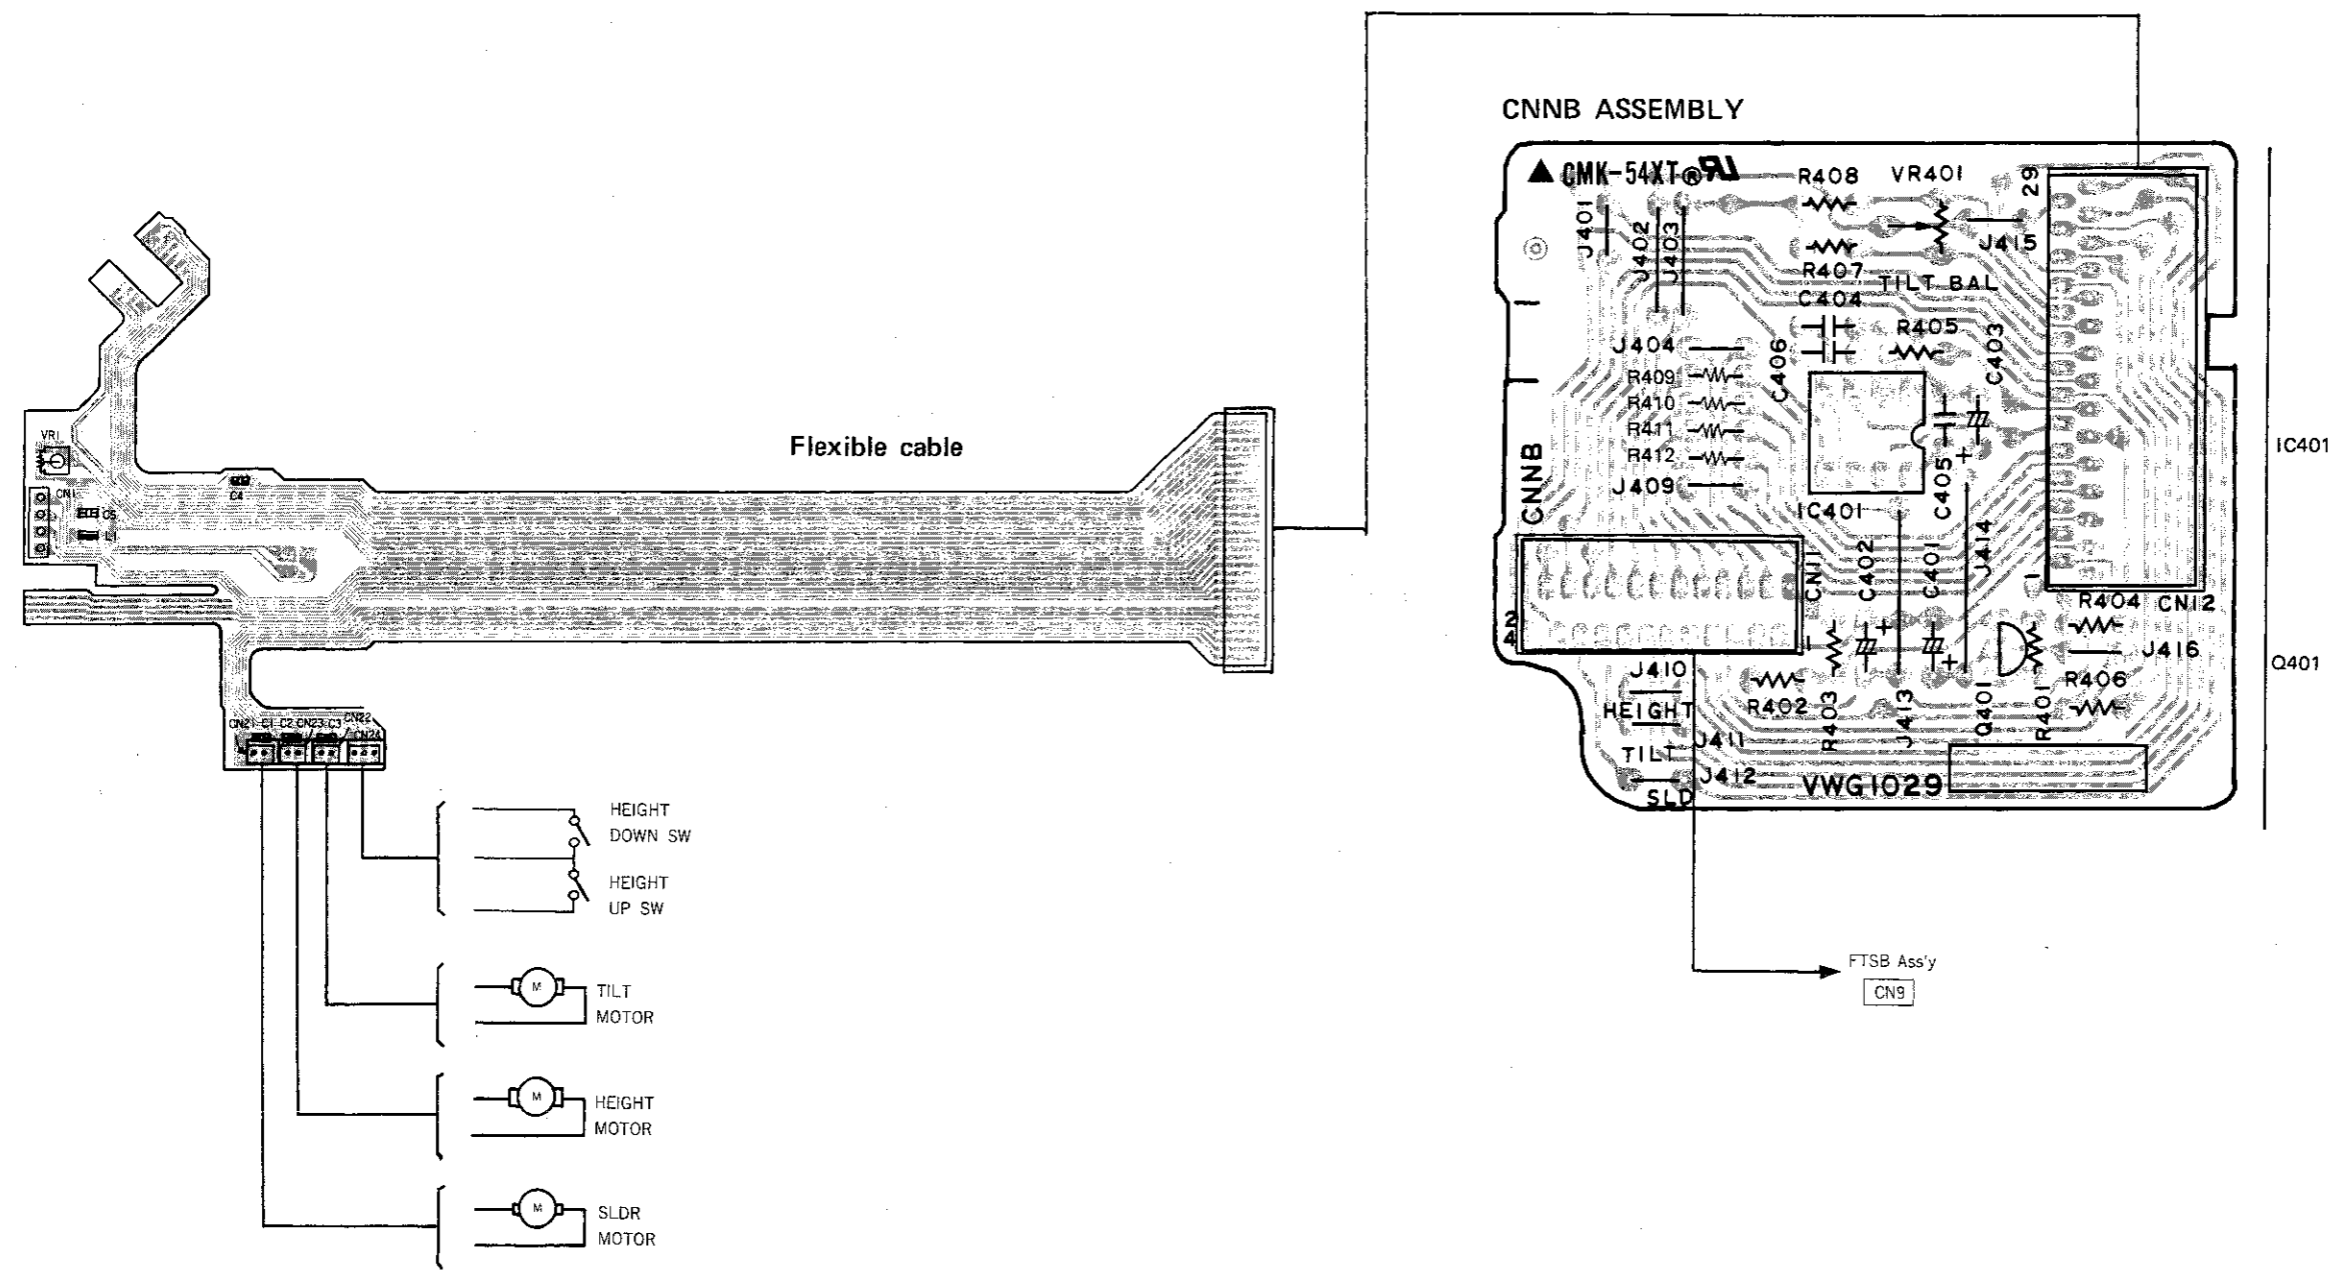 CNNB ASSEMBLY
CMK-54XT®
R408
VR401
29
J401
J402
J403
J415
R407
TILT BAL
C404
R405
C403
J404
C406
R409
R410
R411
R412
J409
IC401
C405
CNNB
IC401
CN11
C402
C401
J414
1
R404
CN12
2
4
1
J416
J410
R402
R403
J413
Q401
R401
R406
Q401
HEIGHT
J411
TILT
J412
SLD
VWG1029
FTSB Ass'y
CN9
Flexible cable
VR1
CN1
C4
C5
L1
CN21
C1
C2
CN23
C3
CN22
CN24
HEIGHT
DOWN SW
HEIGHT
UP SW
M
TILT
MOTOR
M
HEIGHT
MOTOR
M
SLDR
MOTOR